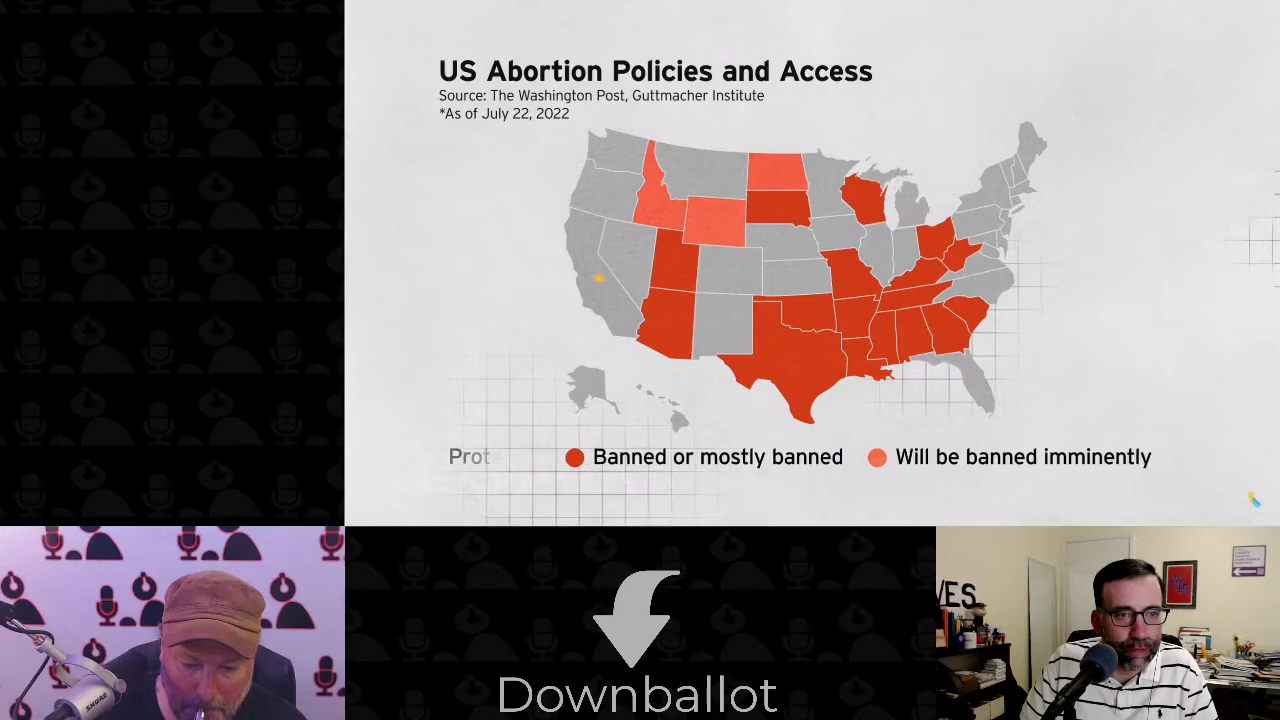 US Abortion Policies and Access
Source: The Washington Post, Guttmacher Institute
*As of July 22, 2022
Prot
Banned or mostly banned
Will be banned imminently
SHURE
Downballot